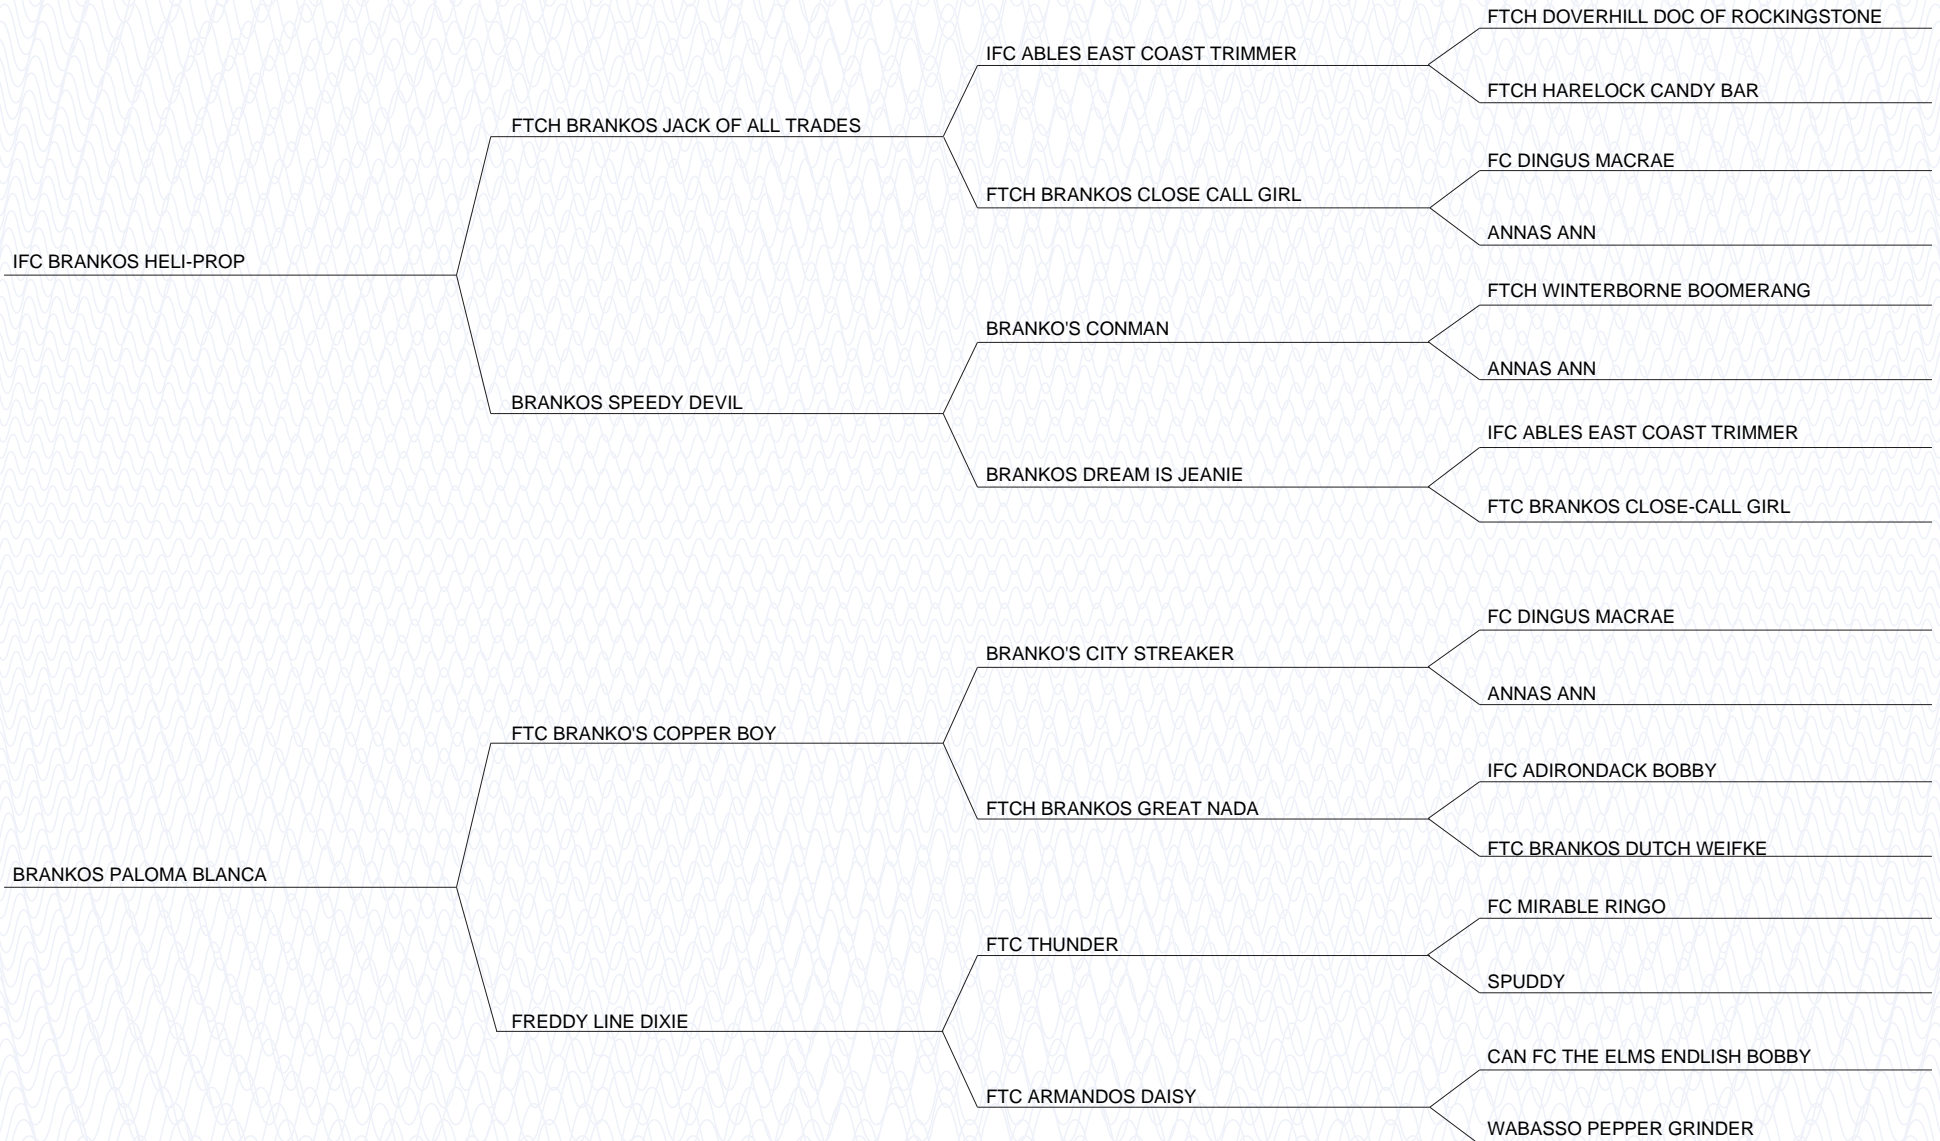 FTCH DOVERHILL DOC OF ROCKINGSTONE
IFC ABLES EAST COAST TRIMMER
FTCH HARELOCK CANDY BAR
FTCH BRANKOS JACK OF ALL TRADES
FC DINGUS MACRAE
FTCH BRANKOS CLOSE CALL GIRL
ANNAS ANN
IFC BRANKOS HELI-PROP
FTCH WINTERBORNE BOOMERANG
BRANKO'S CONMAN
ANNAS ANN
BRANKOS SPEEDY DEVIL
IFC ABLES EAST COAST TRIMMER
BRANKOS DREAM IS JEANIE
FTC BRANKOS CLOSE-CALL GIRL
FC DINGUS MACRAE
BRANKO'S CITY STREAKER
ANNAS ANN
FTC BRANKO'S COPPER BOY
IFC ADIRONDACK BOBBY
FTCH BRANKOS GREAT NADA
FTC BRANKOS DUTCH WEIFKE
BRANKOS PALOMA BLANCA
FC MIRABLE RINGO
FTC THUNDER
SPUDDY
FREDDY LINE DIXIE
CAN FC THE ELMS ENDLISH BOBBY
FTC ARMANDOS DAISY
WABASSO PEPPER GRINDER